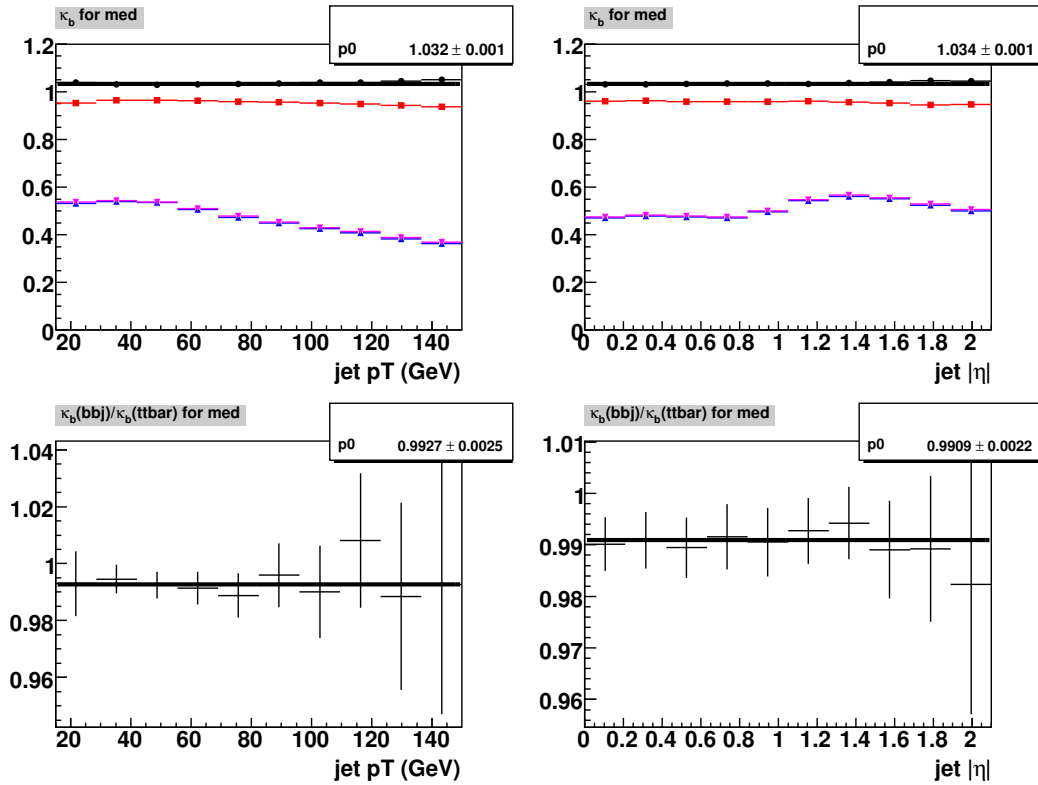 κb for med
p0 1.032 ± 0.001
1.2
1
0.8
0.6
0.4
0.2
0
20 40 60 80 100 120 140
jet pT (GeV)
κb for med
p0 1.034 ± 0.001
1.2
1
0.8
0.6
0.4
0.2
0
0 0.2 0.4 0.6 0.8 1 1.2 1.4 1.6 1.8 2
jet |η|
κb(bbj)/κb(ttbar) for med
p0 0.9927 ± 0.0025
1.04
1.02
1
0.98
0.96
20 40 60 80 100 120 140
jet pT (GeV)
κb(bbj)/κb(ttbar) for med
p0 0.9909 ± 0.0022
1.01
1
0.99
0.98
0.97
0.96
0 0.2 0.4 0.6 0.8 1 1.2 1.4 1.6 1.8 2
jet |η|